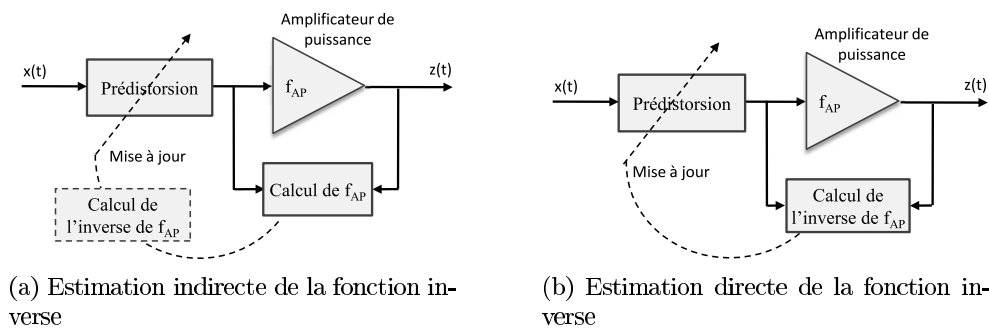 Amplificateur de
puissance
x(t)
Prédistorsion
f_AP
z(t)
Mise à jour
Calcul de f_AP
Calcul de
l'inverse de f_AP
(a) Estimation indirecte de la fonction in-
verse
Amplificateur de
puissance
x(t)
Prédistorsion
f_AP
z(t)
Mise à jour
Calcul de
l'inverse de f_AP
(b) Estimation directe de la fonction in-
verse